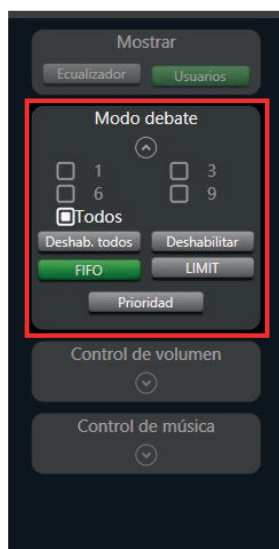 Mostrar
Ecualizador Usuarios
Modo debate
1 3
6 9
Todos
Deshab. todos Deshabilitar
FIFO LIMIT
Prioridad
Control de volumen
Control de música